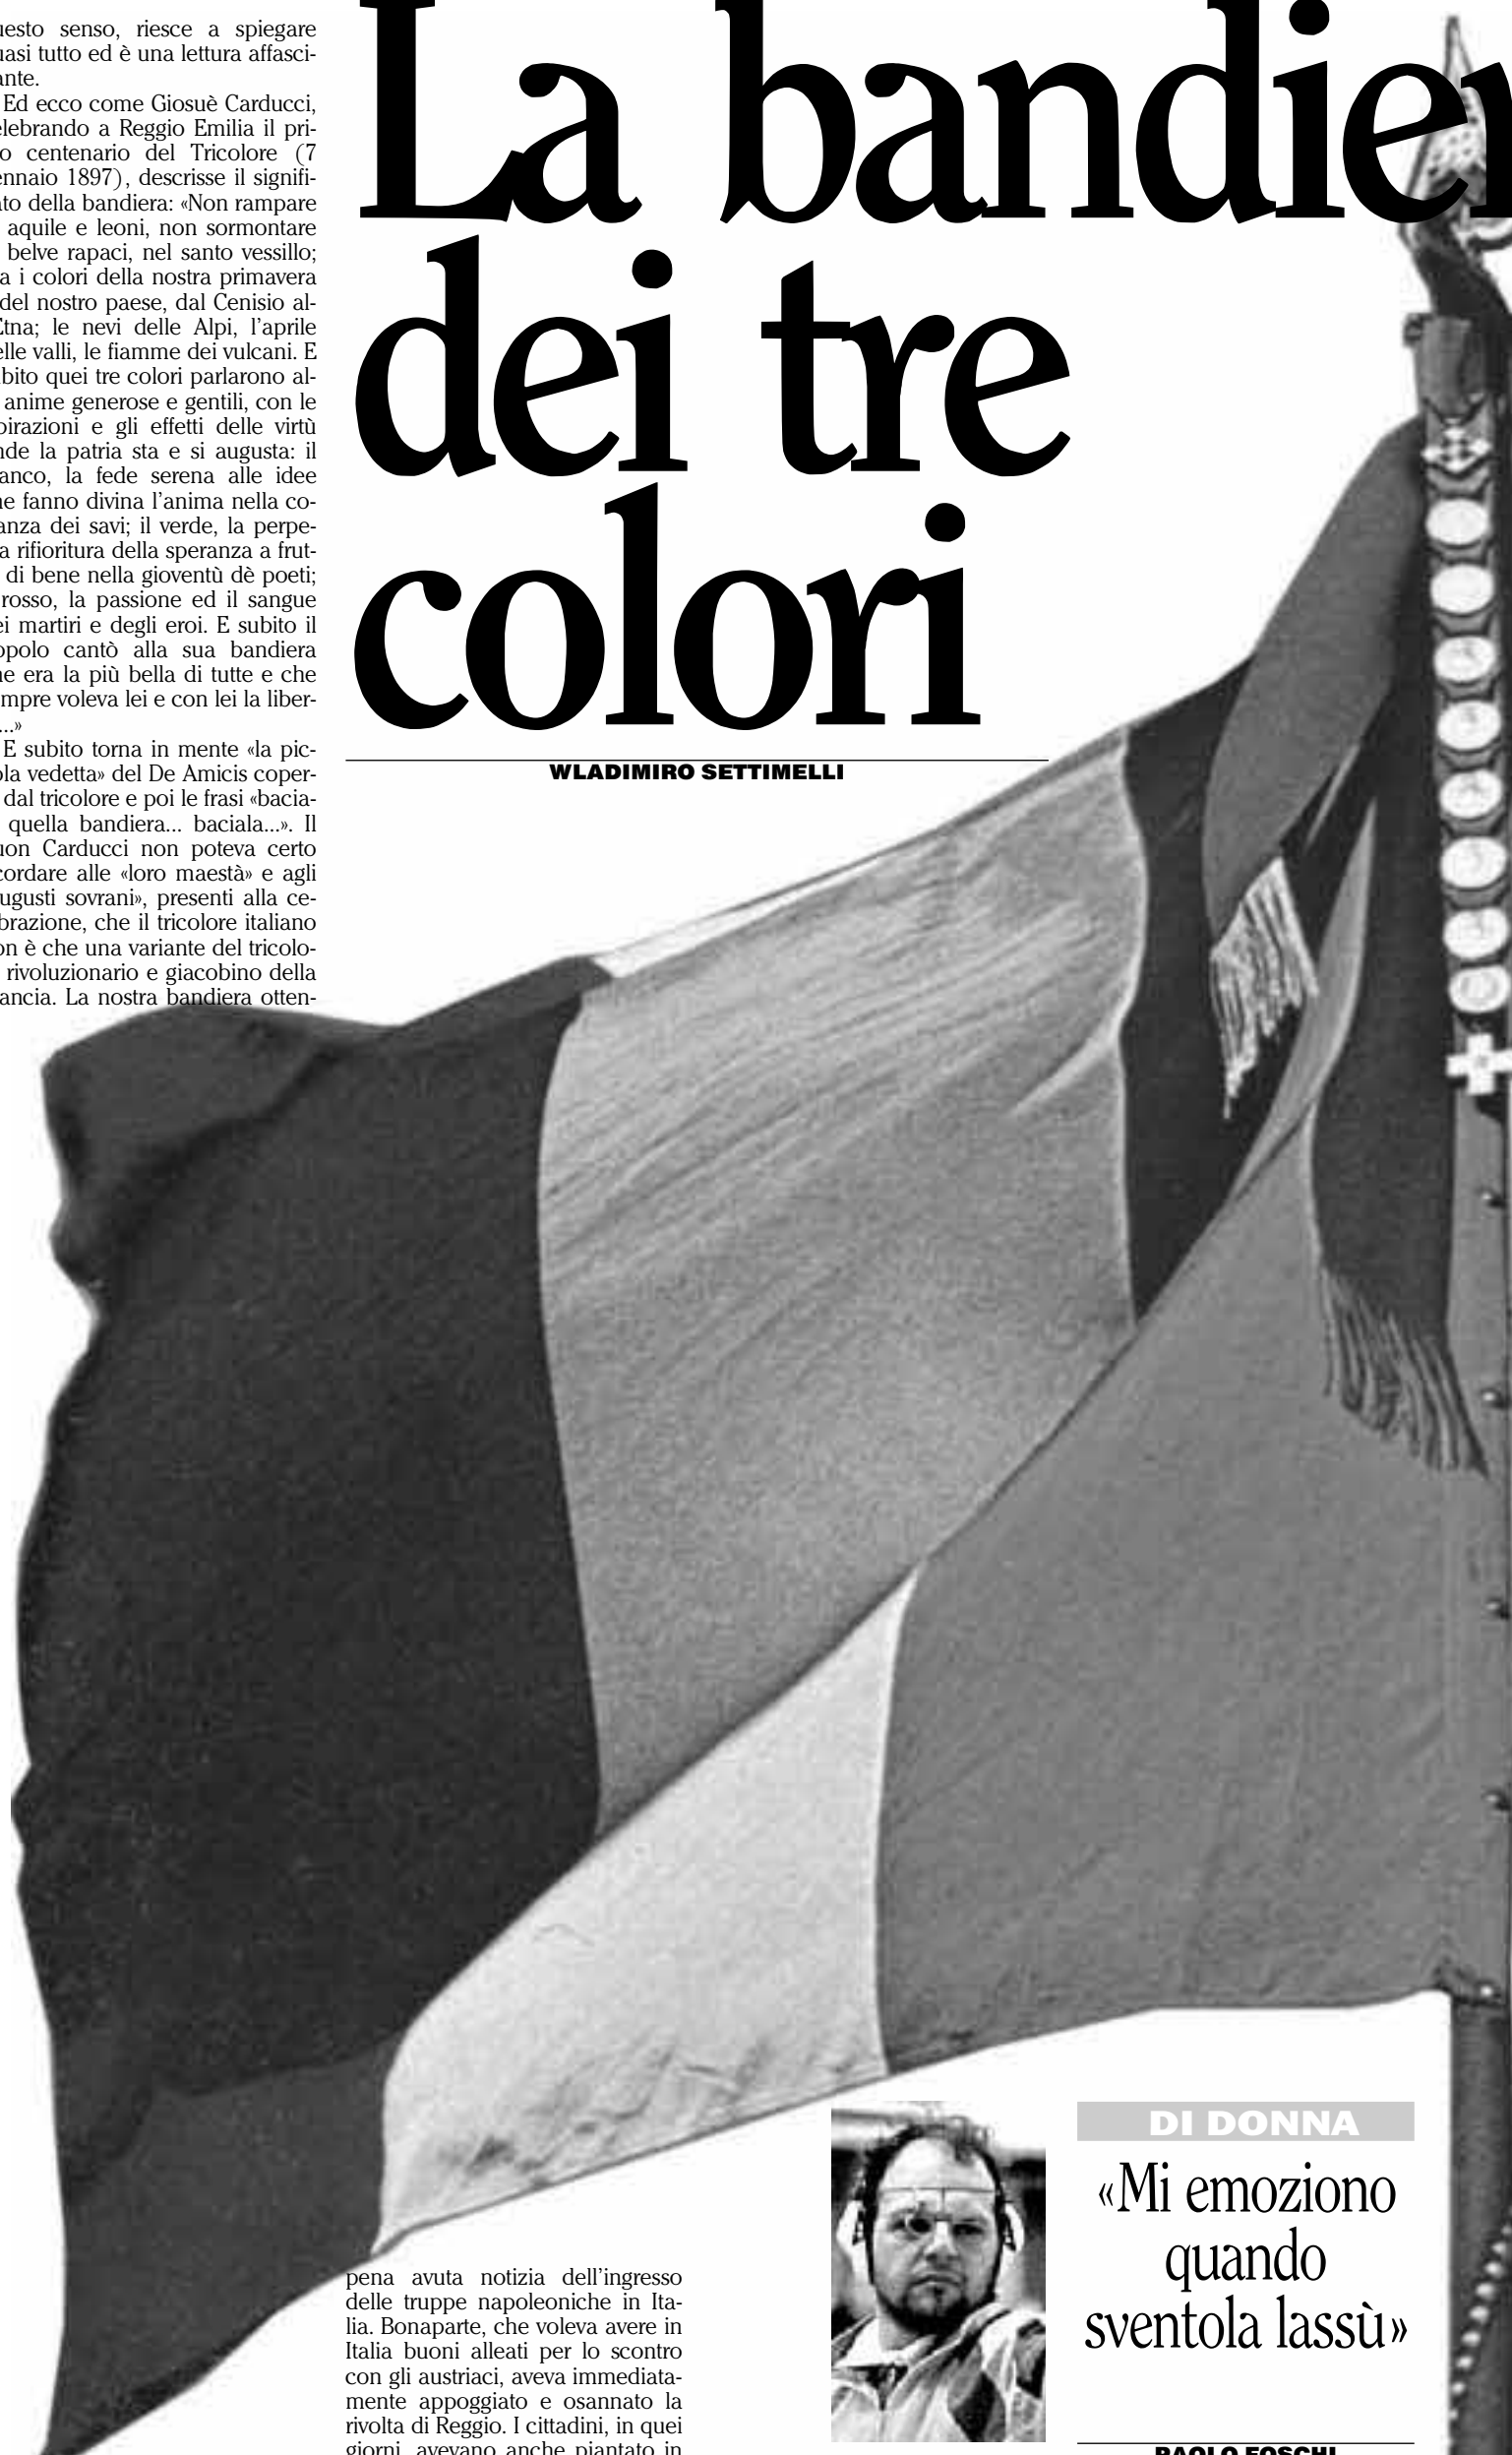 uesto senso, riesce a spiegare
uasi tutto ed è una lettura affasci-
ante.
Ed ecco come Giosuè Carducci,
elebrando a Reggio Emilia il pri-
o centenario del Tricolore (7
ennaio 1897), descrisse il signifi-
ato della bandiera: «Non rampare
aquile e leoni, non sormontare
belve rapaci, nel santo vessillo;
a i colori della nostra primavera
del nostro paese, dal Cenisio al-
Etna; le nevi delle Alpi, l'aprile
elle valli, le fiamme dei vulcani. E
ubito quei tre colori parlarono al-
anime generose e gentili, con le
pirazioni e gli effetti delle virtù
nde la patria sta e si augusta: il
anco, la fede serena alle idee
he fanno divina l'anima nella co-
anza dei savi; il verde, la perpe-
a rifioritura della speranza a frut-
di bene nella gioventù dè poeti;
rosso, la passione ed il sangue
ei martiri e degli eroi. E subito il
opolo cantò alla sua bandiera
he era la più bella di tutte e che
empre voleva lei e con lei la liber-
...»
E subito torna in mente «la pic-
ola vedetta» del De Amicis coper-
dal tricolore e poi le frasi «bacia-
quella bandiera... baciala...». Il
uon Carducci non poteva certo
cordare alle «loro maestà» e agli
ugusti sovrani», presenti alla ce-
brazione, che il tricolore italiano
on è che una variante del tricolo-
rivoluzionario e giacobino della
ancia. La nostra bandiera otten-
La bandier
dei tre
colori
WLADIMIRO SETTIMELLI
pena avuta notizia dell'ingresso
delle truppe napoleoniche in Ita-
lia. Bonaparte, che voleva avere in
Italia buoni alleati per lo scontro
con gli austriaci, aveva immediata-
mente appoggiato e osannato la
rivolta di Reggio. I cittadini, in quei
giorni, avevano anche piantato in
DI DONNA
«Mi emoziono
quando
sventola lassù»
PAOLO FOSCHI